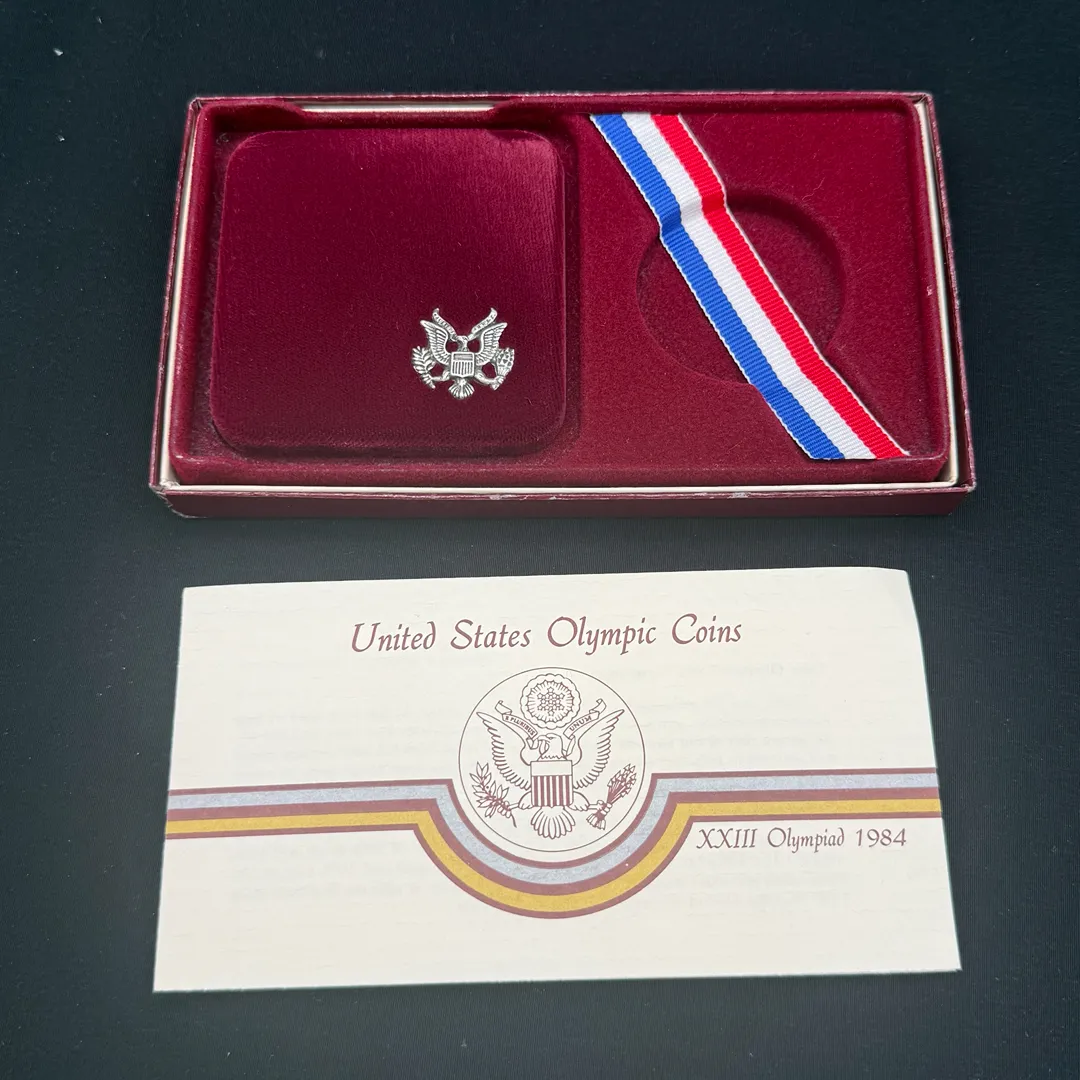 United States Olympic Coins
E PLURIBUS UNUM
XXIII Olympiad 1984